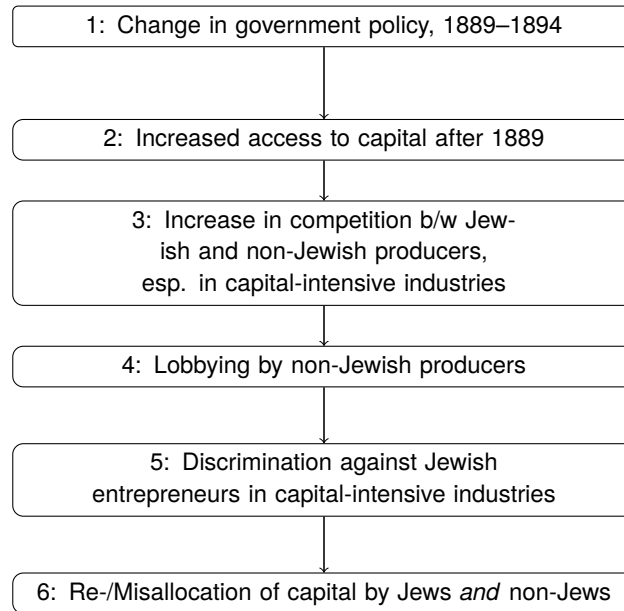 1: Change in government policy, 1889–1894
2: Increased access to capital after 1889
3: Increase in competition b/w Jew-
ish and non-Jewish producers,
esp. in capital-intensive industries
4: Lobbying by non-Jewish producers
5: Discrimination against Jewish
entrepreneurs in capital-intensive industries
6: Re-/Misallocation of capital by Jews and non-Jews